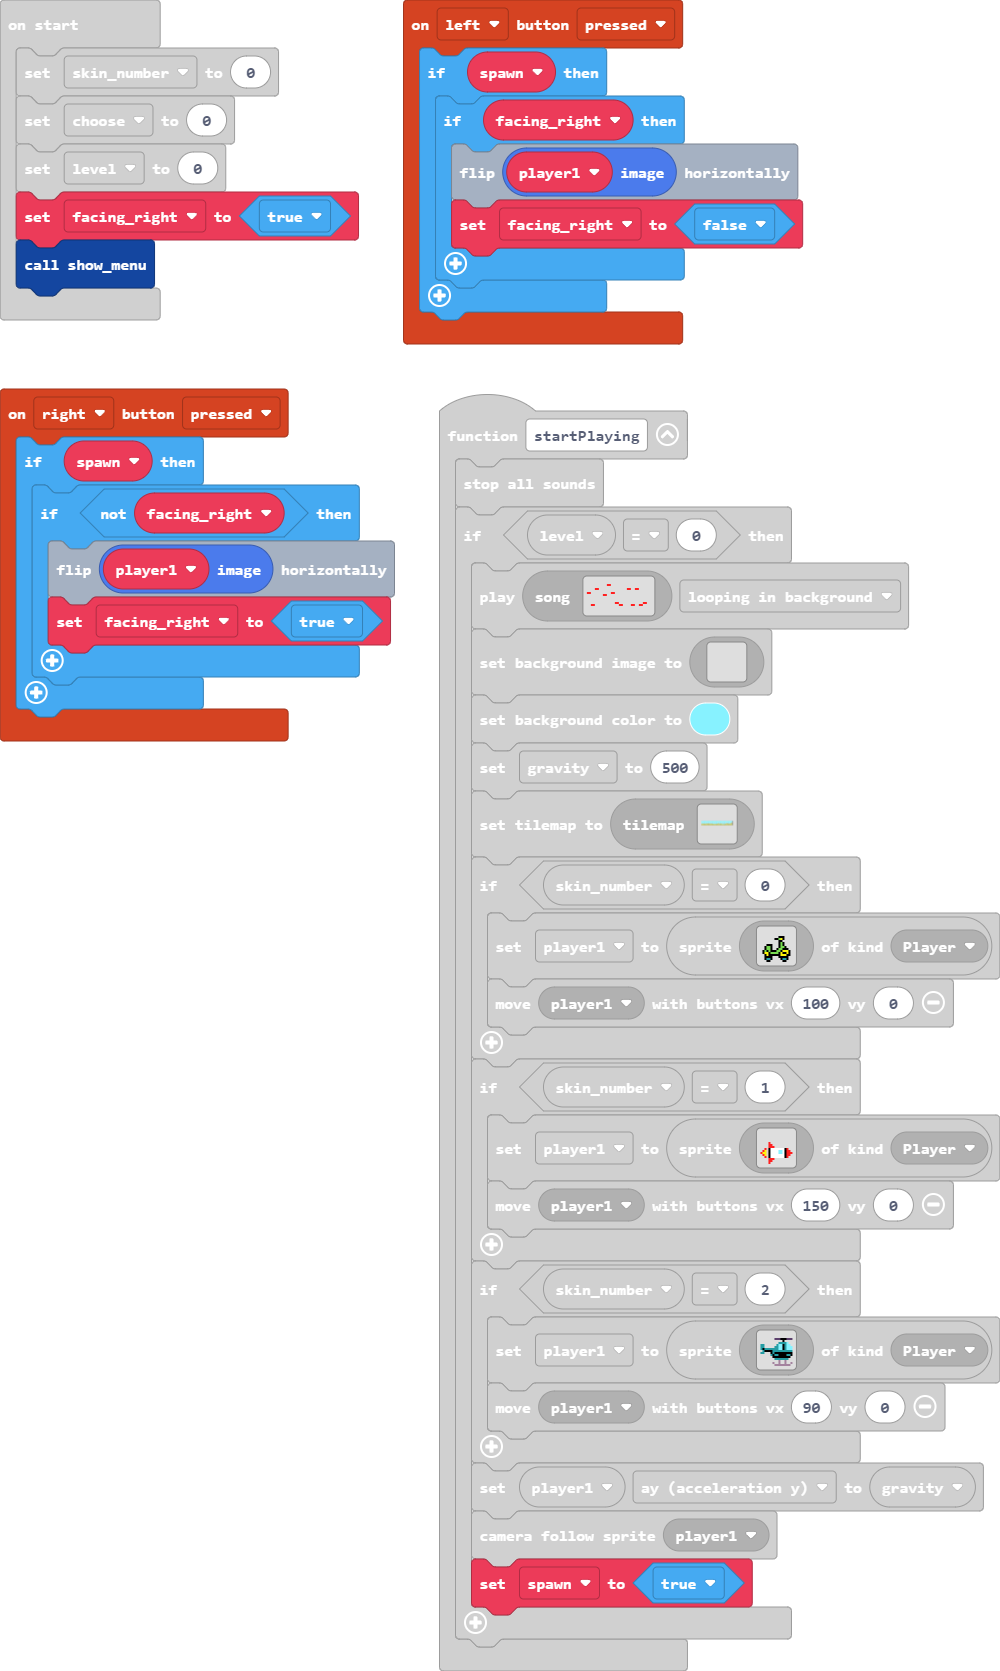 on start
set skin_number to 0
set choose to 0
set level to 0
set facing_right to true
call show_menu
on left button pressed
if spawn then
if facing_right then
flip player1 image horizontally
set facing_right to false
on right button pressed
if spawn then
if not facing_right then
flip player1 image horizontally
set facing_right to true
function startPlaying
stop all sounds
if level = 0 then
play song looping in background
set background image to
set background color to
set gravity to 500
set tilemap to tilemap
if skin_number = 0 then
set player1 to sprite of kind Player
move player1 with buttons vx 100 vy 0
if skin_number = 1 then
set player1 to sprite of kind Player
move player1 with buttons vx 150 vy 0
if skin_number = 2 then
set player1 to sprite of kind Player
move player1 with buttons vx 90 vy 0
set player1 ay (acceleration y) to gravity
camera follow sprite player1
set spawn to true